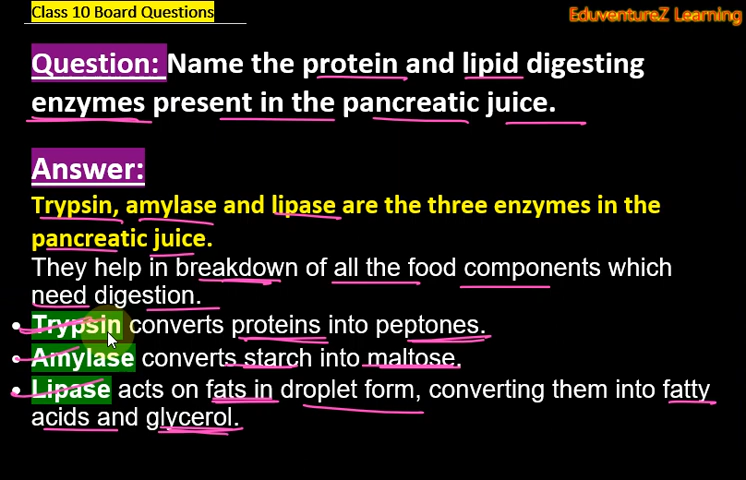 Class 10 Board Questions
EduventureZ Learning
Question: Name the protein and lipid digesting
enzymes present in the pancreatic juice.
Answer:
Trypsin, amylase and lipase are the three enzymes in the
pancreatic juice.
They help in breakdown of all the food components which
need digestion.
• Trypsin converts proteins into peptones.
• Amylase converts starch into maltose.
• Lipase acts on fats in droplet form, converting them into fatty
acids and glycerol.